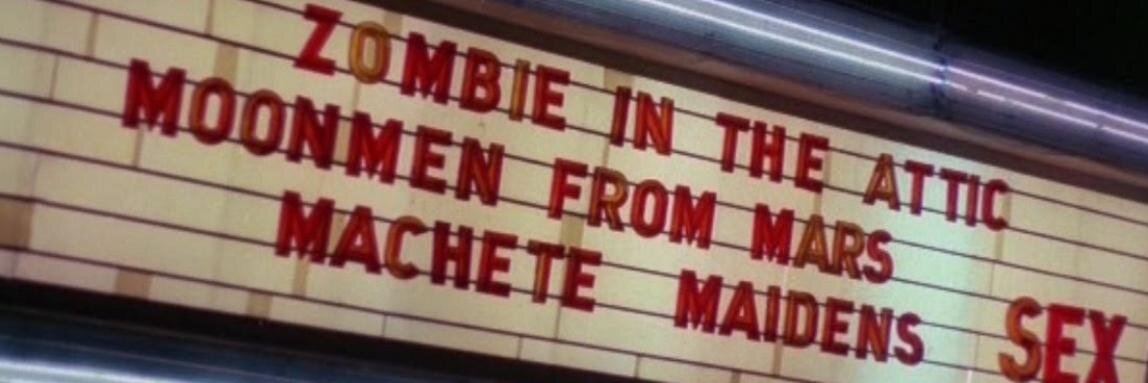 ZOMBIE IN THE ATTIC
MOONMEN FROM MARS
MACHETE MAIDENS SEX